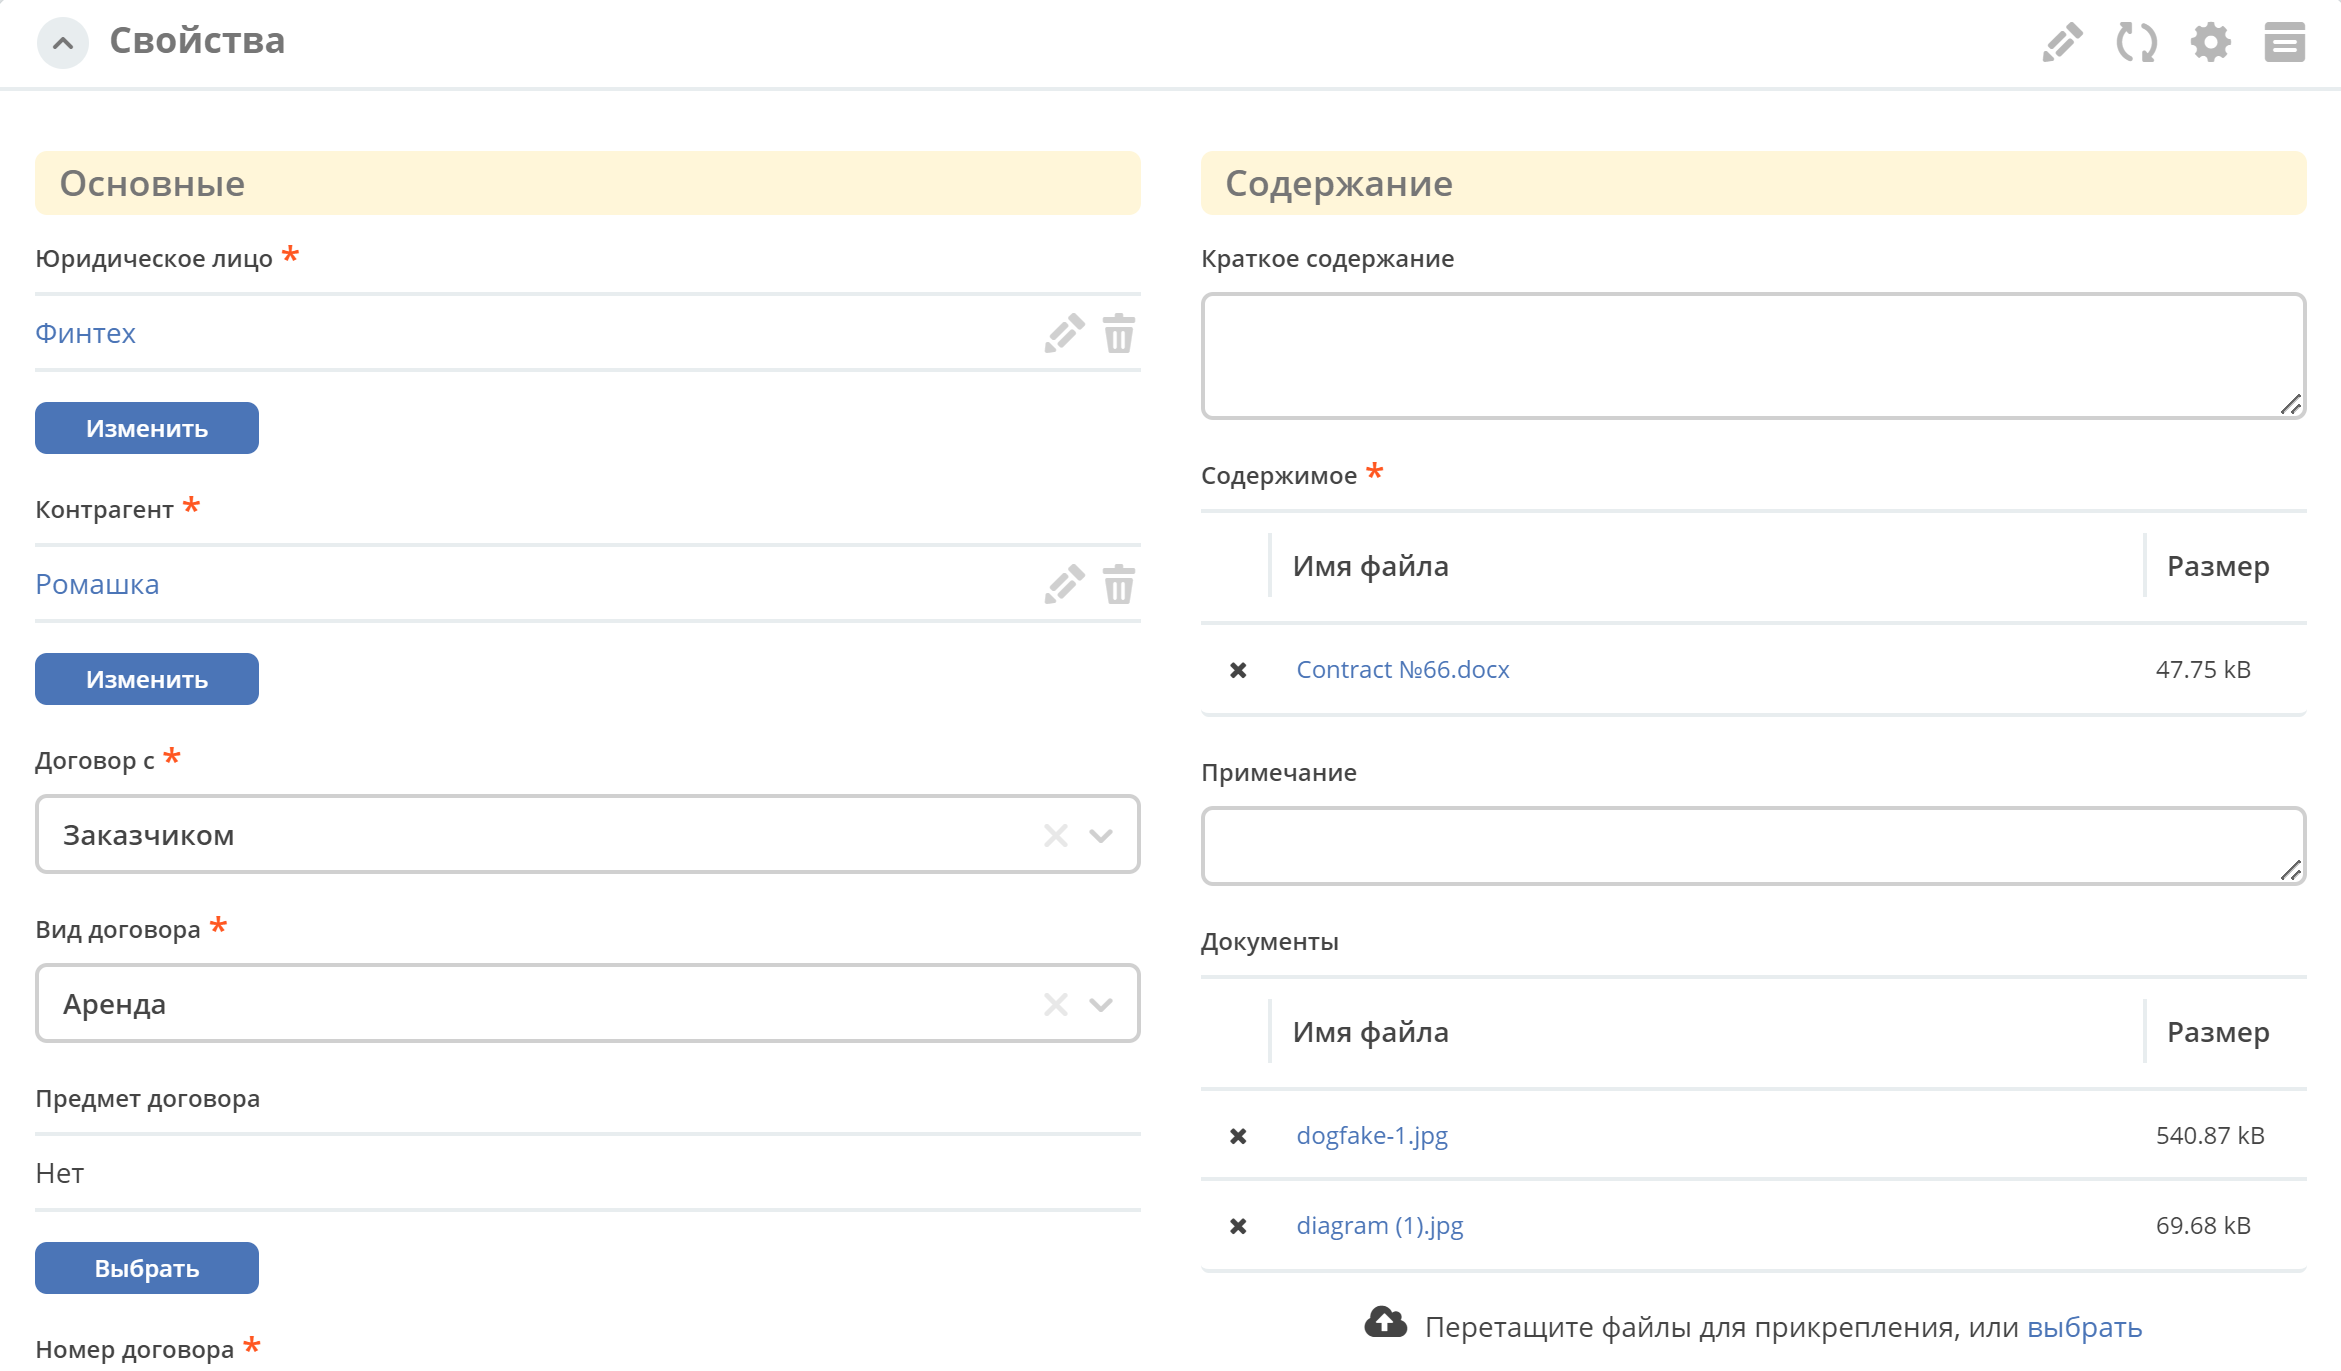 Свойства
Основные
Юридическое лицо *
Финтех
Изменить
Контрагент *
Ромашка
Изменить
Договор с *
Заказчиком
Вид договора *
Аренда
Предмет договора
Нет
Выбрать
Номер договора *
Содержание
Краткое содержание
Содержимое *
Имя файла Размер
Contract №66.docx 47.75 kB
Примечание
Документы
Имя файла Размер
dogfake-1.jpg 540.87 kB
diagram (1).jpg 69.68 kB
Перетащите файлы для прикрепления, или выбрать